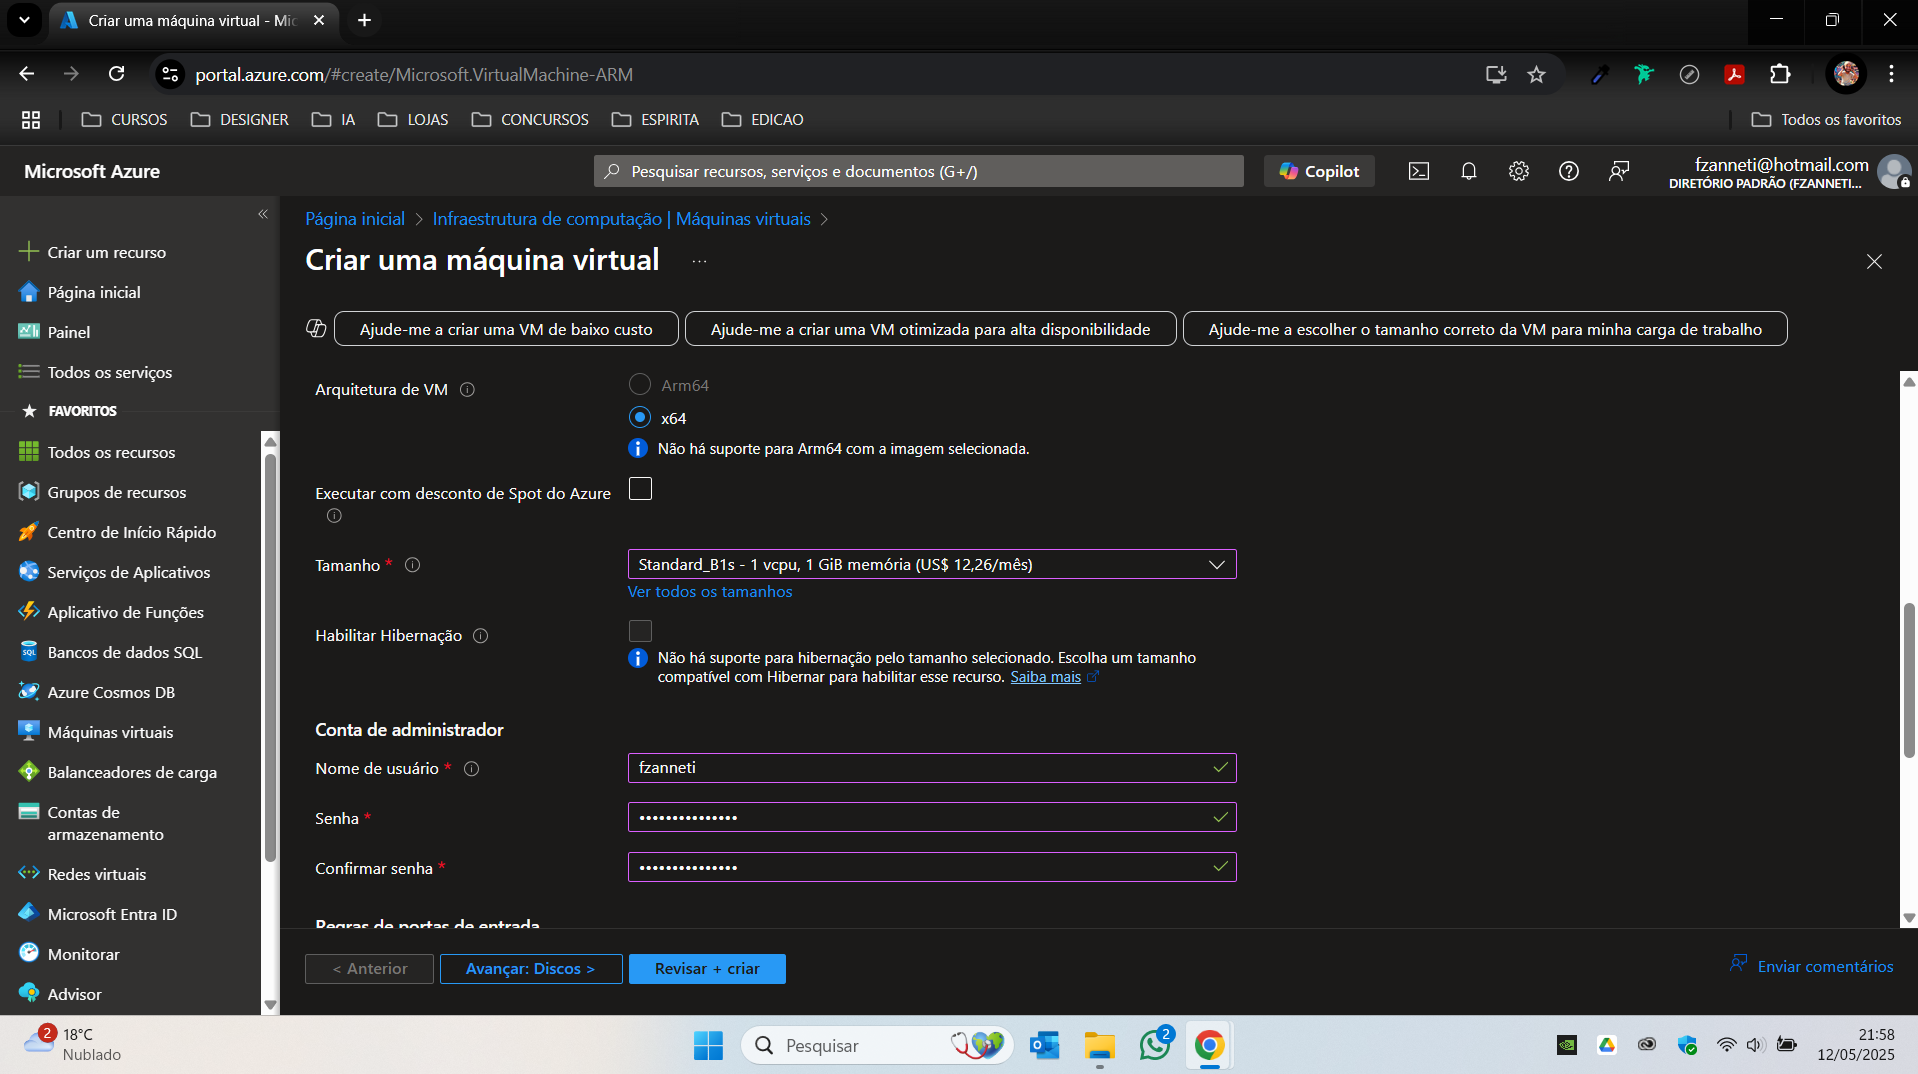 Criar uma máquina virtual - Mic
portal.azure.com/#create/Microsoft.VirtualMachine-ARM
CURSOS
DESIGNER
IA
LOJAS
CONCURSOS
ESPIRITA
EDICAO
Todos os favoritos
Microsoft Azure
Pesquisar recursos, serviços e documentos (G+/)
Copilot
fzanneti@hotmail.com
DIRETÓRIO PADRÃO (FZANNETI...
Criar um recurso
Página inicial
Painel
Todos os serviços
FAVORITOS
Todos os recursos
Grupos de recursos
Centro de Início Rápido
Serviços de Aplicativos
Aplicativo de Funções
SQL
Bancos de dados SQL
Azure Cosmos DB
Máquinas virtuais
Balanceadores de carga
Contas de
armazenamento
Redes virtuais
Microsoft Entra ID
Monitorar
Advisor
Página inicial > Infraestrutura de computação | Máquinas virtuais >
Criar uma máquina virtual ...
Ajude-me a criar uma VM de baixo custo
Ajude-me a criar uma VM otimizada para alta disponibilidade
Ajude-me a escolher o tamanho correto da VM para minha carga de trabalho
Arquitetura de VM
Arm64
x64
Não há suporte para Arm64 com a imagem selecionada.
Executar com desconto de Spot do Azure
Tamanho *
Standard_B1s - 1 vcpu, 1 GiB memória (US$ 12,26/mês)
Ver todos os tamanhos
Habilitar Hibernação
Não há suporte para hibernação pelo tamanho selecionado. Escolha um tamanho
compatível com Hibernar para habilitar esse recurso. Saiba mais
Conta de administrador
Nome de usuário *
fzanneti
Senha *
•••••••••••••••
Confirmar senha *
•••••••••••••••
Regras de portas de entrada
< Anterior
Avançar: Discos >
Revisar + criar
Enviar comentários
2
18°C
Nublado
Pesquisar
2
21:58
12/05/2025